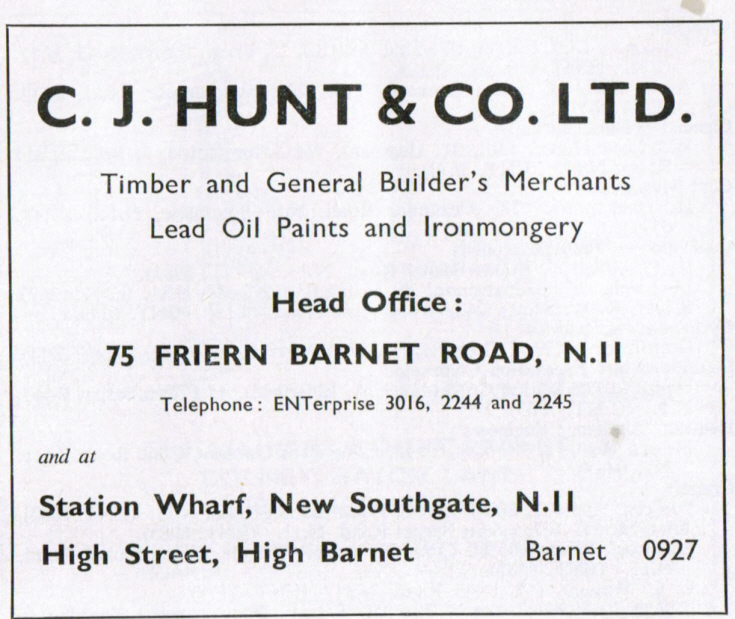 C. J. HUNT & CO. LTD.
Timber and General Builder's Merchants
Lead Oil Paints and Ironmongery
Head Office :
75 FRIERN BARNET ROAD, N.11
Telephone : ENTerprise 3016, 2244 and 2245
and at
Station Wharf, New Southgate, N.11
High Street, High Barnet Barnet 0927